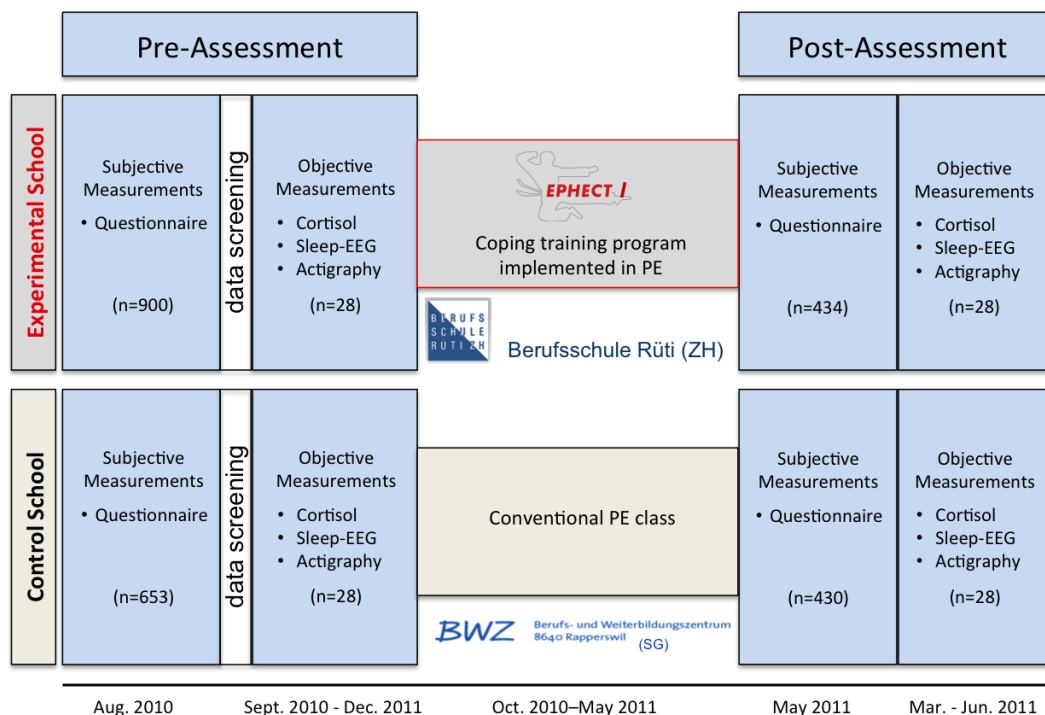 Pre-Assessment
Post-Assessment
Experimental School
Subjective
Measurements
• Questionnaire
(n=900)
data screening
Objective
Measurements
• Cortisol
• Sleep-EEG
• Actigraphy
(n=28)
EPHECT I
Coping training program
implemented in PE
BERUFS
SCHULE
RÜTI ZH
Berufsschule Rüti (ZH)
Subjective
Measurements
• Questionnaire
(n=434)
Objective
Measurements
• Cortisol
• Sleep-EEG
• Actigraphy
(n=28)
Control School
Subjective
Measurements
• Questionnaire
(n=653)
data screening
Objective
Measurements
• Cortisol
• Sleep-EEG
• Actigraphy
(n=28)
Conventional PE class
BWZ
Berufs- und Weiterbildungszentrum
8640 Rapperswil
(SG)
Subjective
Measurements
• Questionnaire
(n=430)
Objective
Measurements
• Cortisol
• Sleep-EEG
• Actigraphy
(n=28)
Aug. 2010
Sept. 2010 - Dec. 2011
Oct. 2010–May 2011
May 2011
Mar. - Jun. 2011